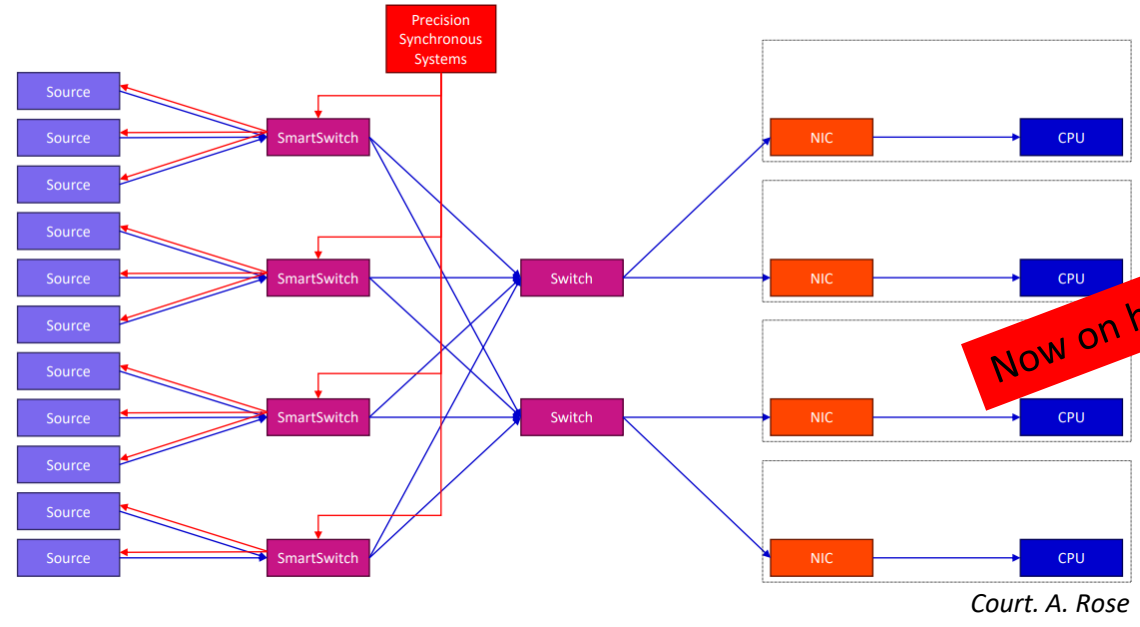 Precision
Synchronous
Systems
Source
Source
Source
SmartSwitch
NIC
CPU
Source
Source
Source
SmartSwitch
Switch
NIC
CPU
Source
Source
Source
SmartSwitch
Switch
NIC
CPU
Source
Source
SmartSwitch
NIC
CPU
Now on
Court. A. Rose